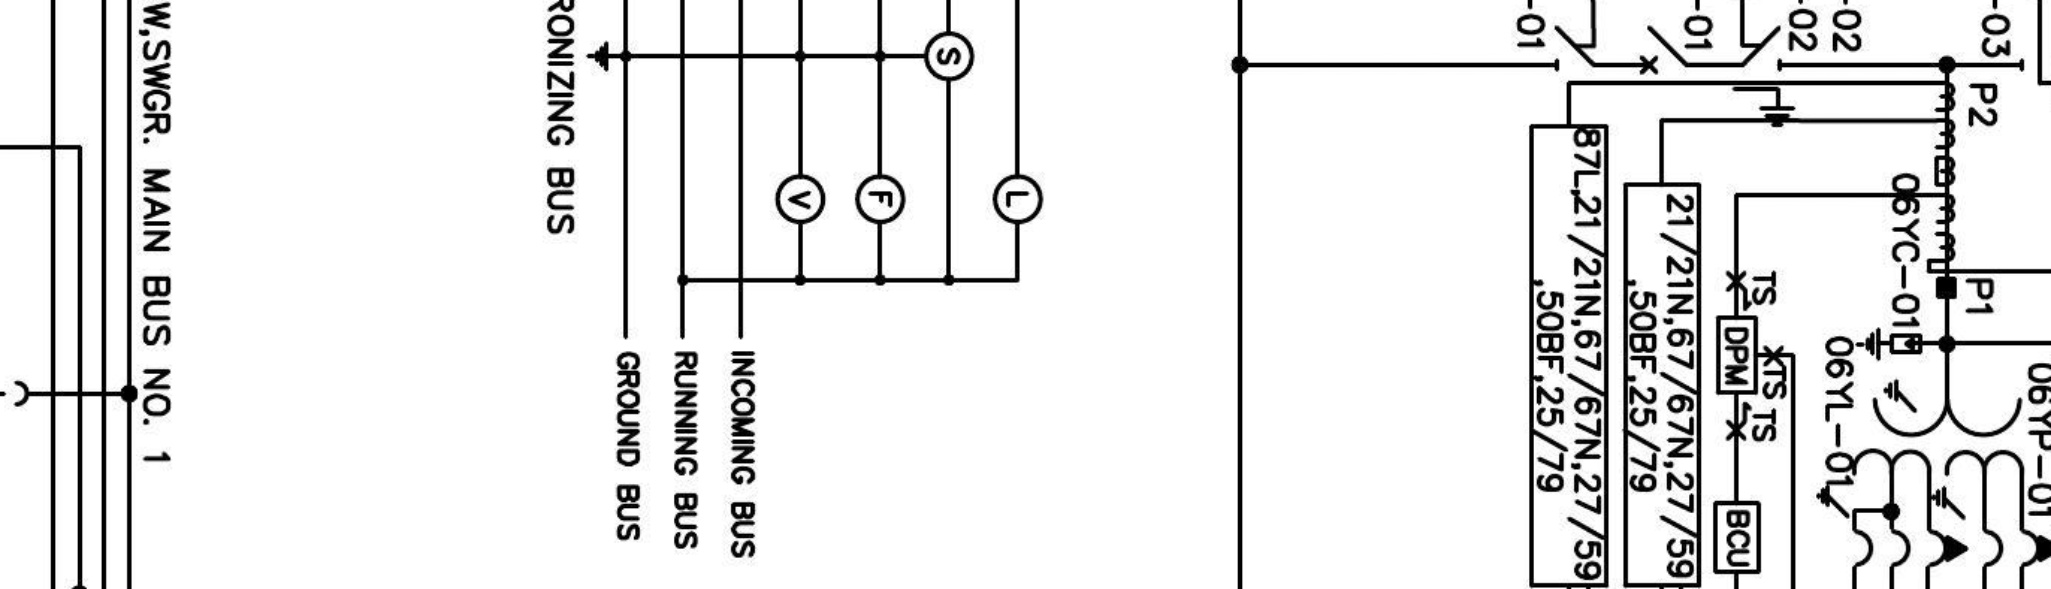 06YP-01
-03
P2
P1
06YC-01
-02
06YL-01
-02
XTS
TS
TS
-01
DPM
BCU
21/21N,67/67N,27/59
,50BF,25/79
87L,21/21N,67/67N,27/59
,50BF,25/79
-01
L
S
F
V
INCOMING BUS
RUNNING BUS
GROUND BUS
RONIZING BUS
W,SWGR. MAIN BUS NO. 1